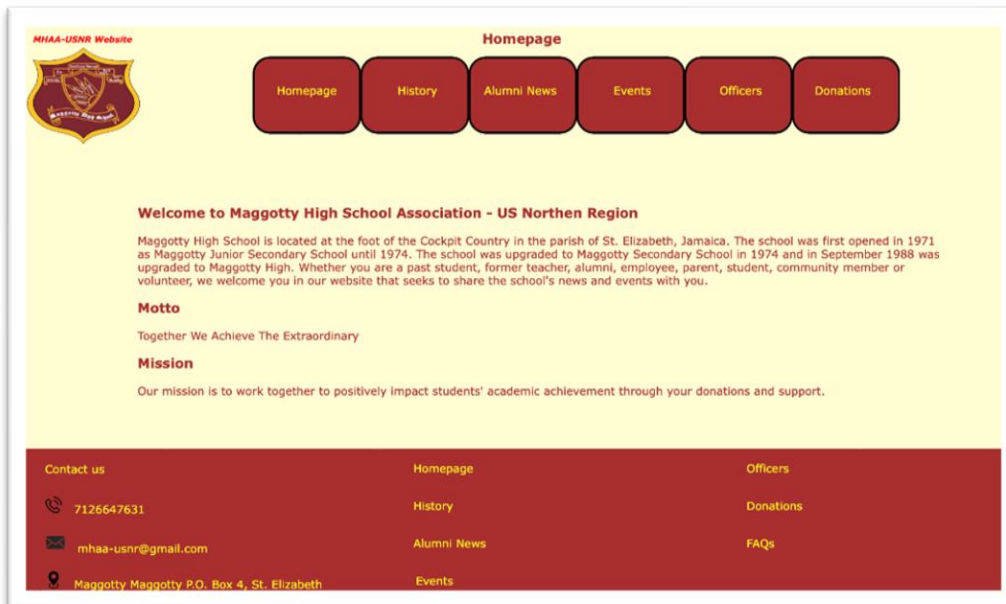 MHAA-USNR Website
Homepage
Homepage History Alumni News Events Officers Donations
Maggotty High School
Welcome to Maggotty High School Association - US Northen Region
Maggotty High School is located at the foot of the Cockpit Country in the parish of St. Elizabeth, Jamaica. The school was first opened in 1971
as Maggotty Junior Secondary School until 1974. The school was upgraded to Maggotty Secondary School in 1974 and in September 1988 was
upgraded to Maggotty High. Whether you are a past student, former teacher, alumni, employee, parent, student, community member or
volunteer, we welcome you in our website that seeks to share the school's news and events with you.
Motto
Together We Achieve The Extraordinary
Mission
Our mission is to work together to positively impact students' academic achievement through your donations and support.
Contact us
7126647631
mhaa-usnr@gmail.com
Maggotty Maggotty P.O. Box 4, St. Elizabeth
Homepage
History
Alumni News
Events
Officers
Donations
FAQs